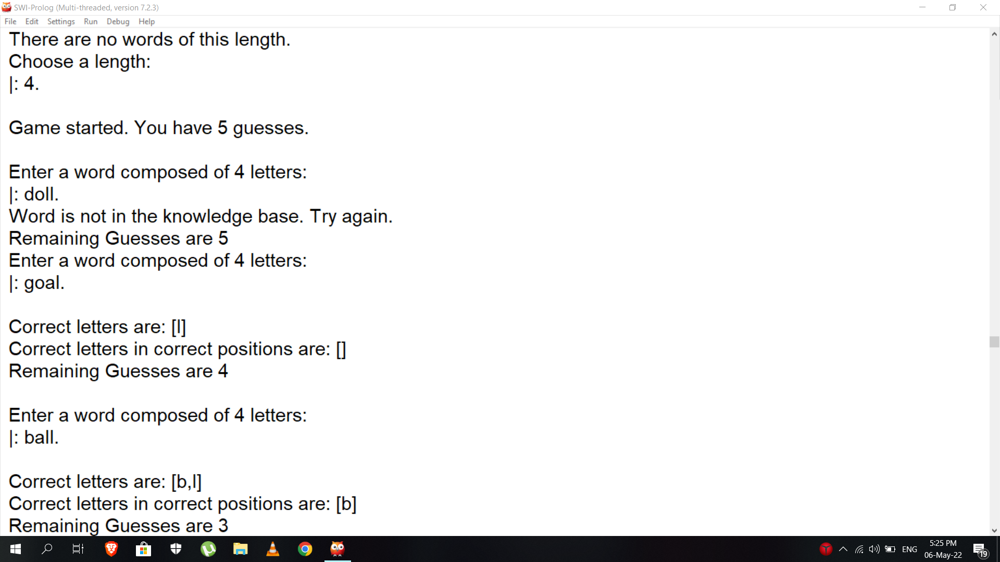 SWI-Prolog (Multi-threaded, version 7.2.3)
File Edit Settings Run Debug Help
There are no words of this length.
Choose a length:
|: 4.
Game started. You have 5 guesses.
Enter a word composed of 4 letters:
|: doll.
Word is not in the knowledge base. Try again.
Remaining Guesses are 5
Enter a word composed of 4 letters:
|: goal.
Correct letters are: [l]
Correct letters in correct positions are: []
Remaining Guesses are 4
Enter a word composed of 4 letters:
|: ball.
Correct letters are: [b,l]
Correct letters in correct positions are: [b]
Remaining Guesses are 3
ENG
5:25 PM
06-May-22
19